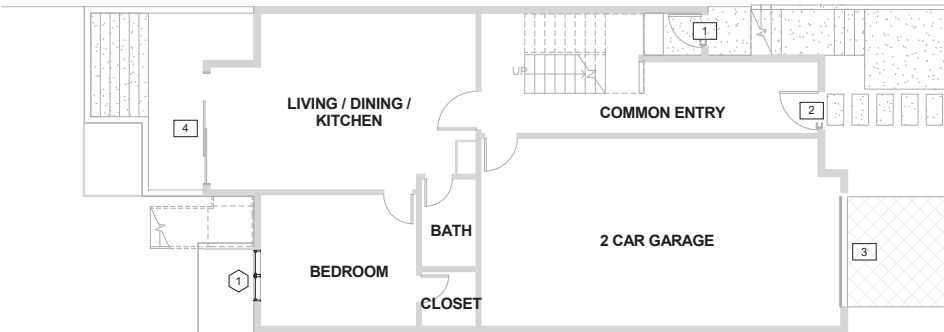 1
2
UP
LIVING / DINING /
KITCHEN
COMMON ENTRY
4
BATH
2 CAR GARAGE
3
BEDROOM
1
CLOSET